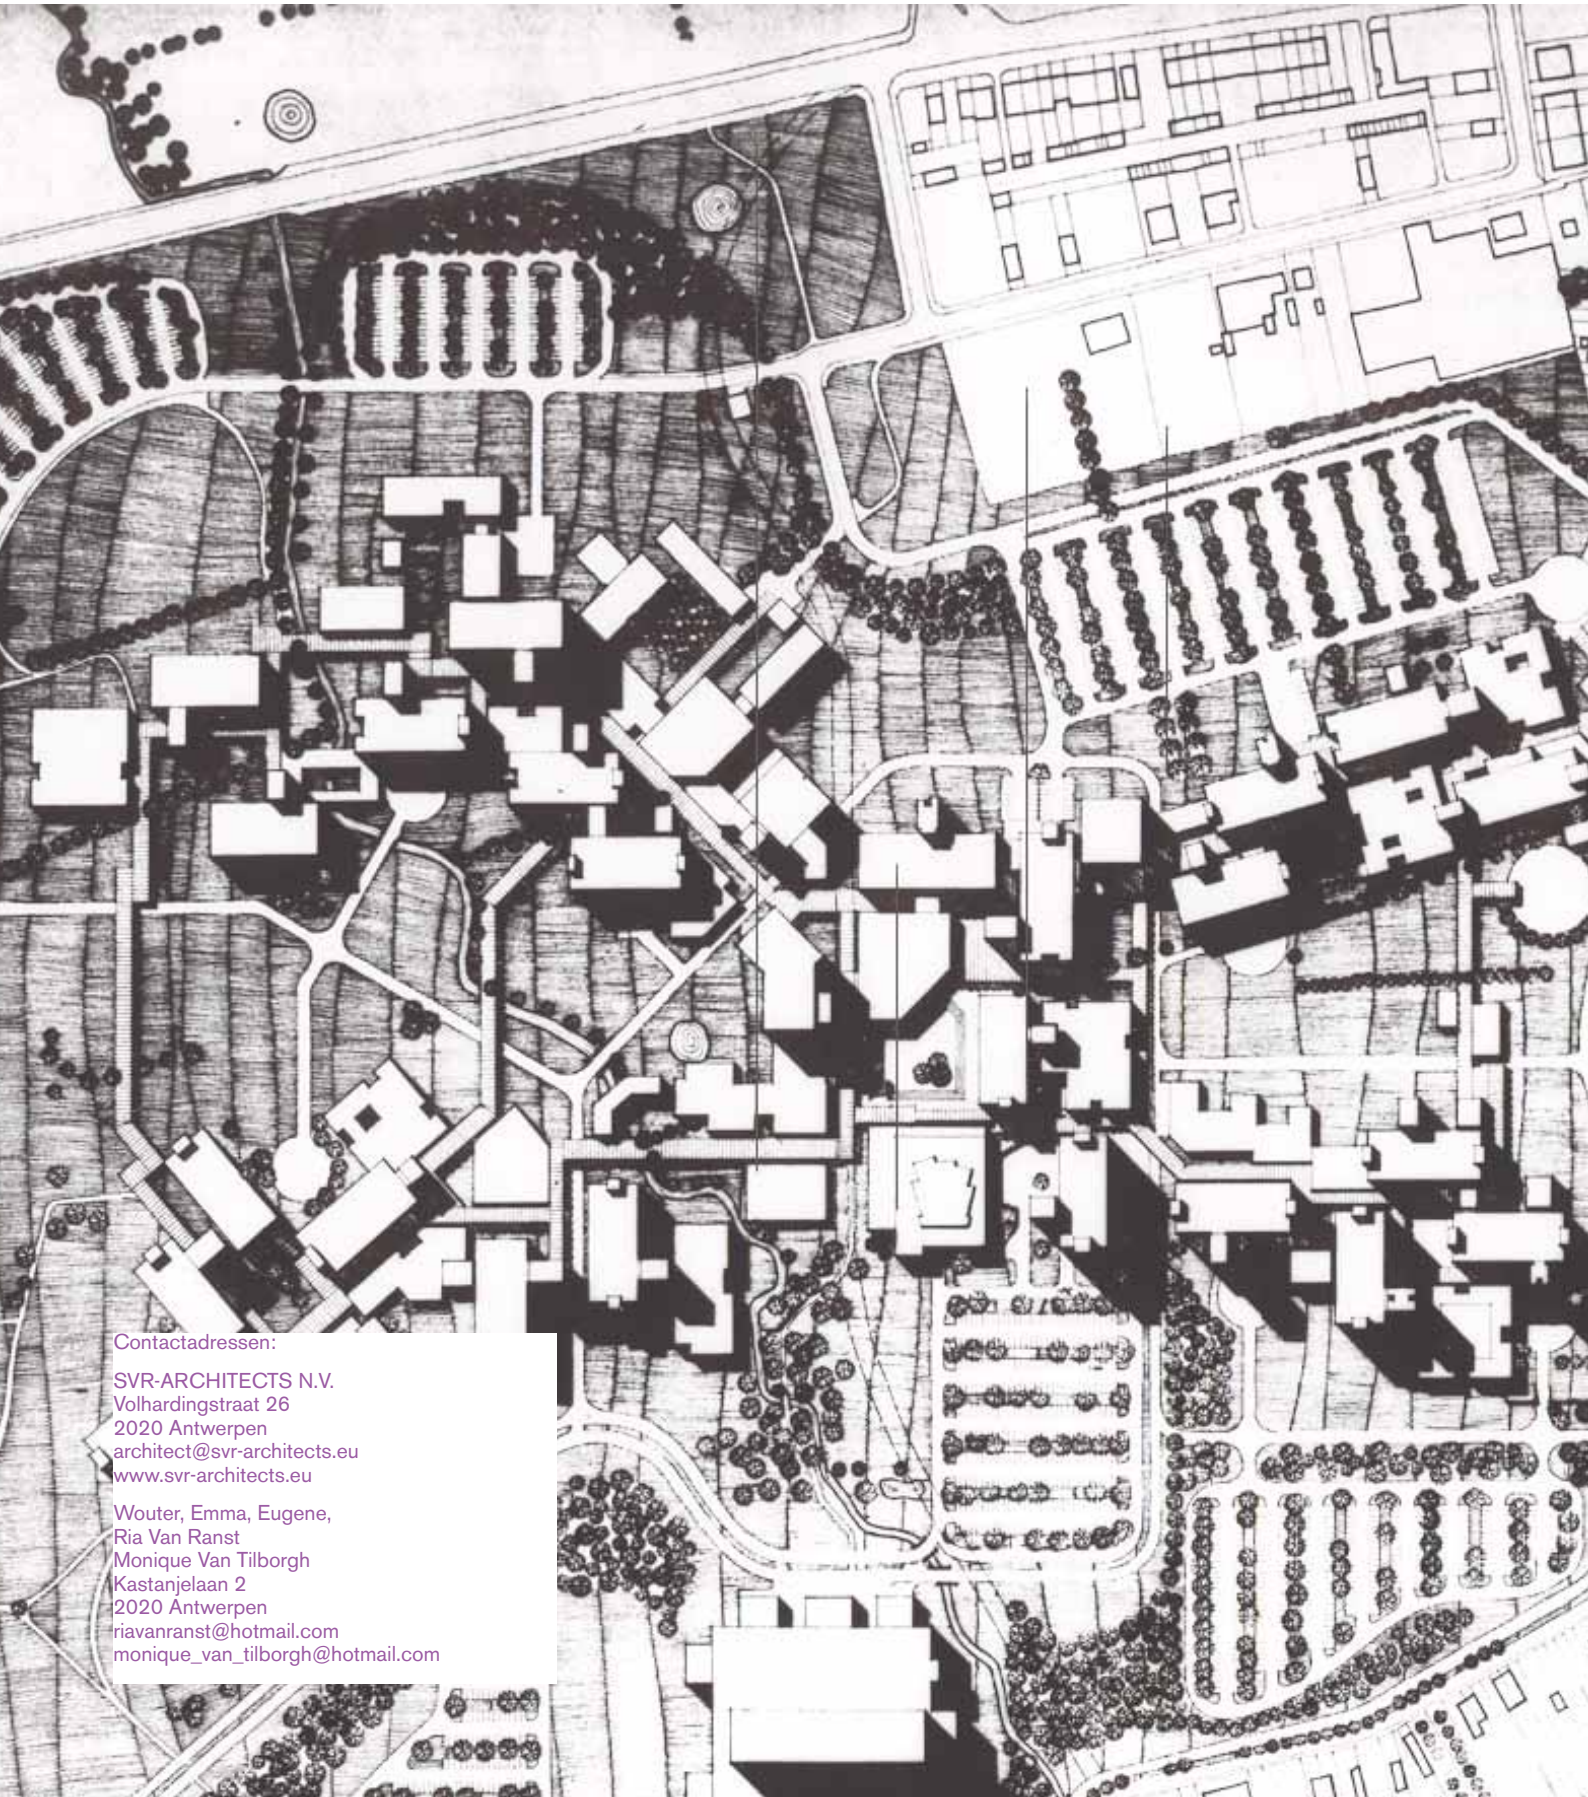 Contactadressen:
SVR-ARCHITECTS N.V.
Volhardingstraat 26
2020 Antwerpen
architect@svr-architects.eu
www.svr-architects.eu
Wouter, Emma, Eugene,
Ria Van Ranst
Monique Van Tilborgh
Kastanjelaan 2
2020 Antwerpen
riavanranst@hotmail.com
monique_van_tilborgh@hotmail.com